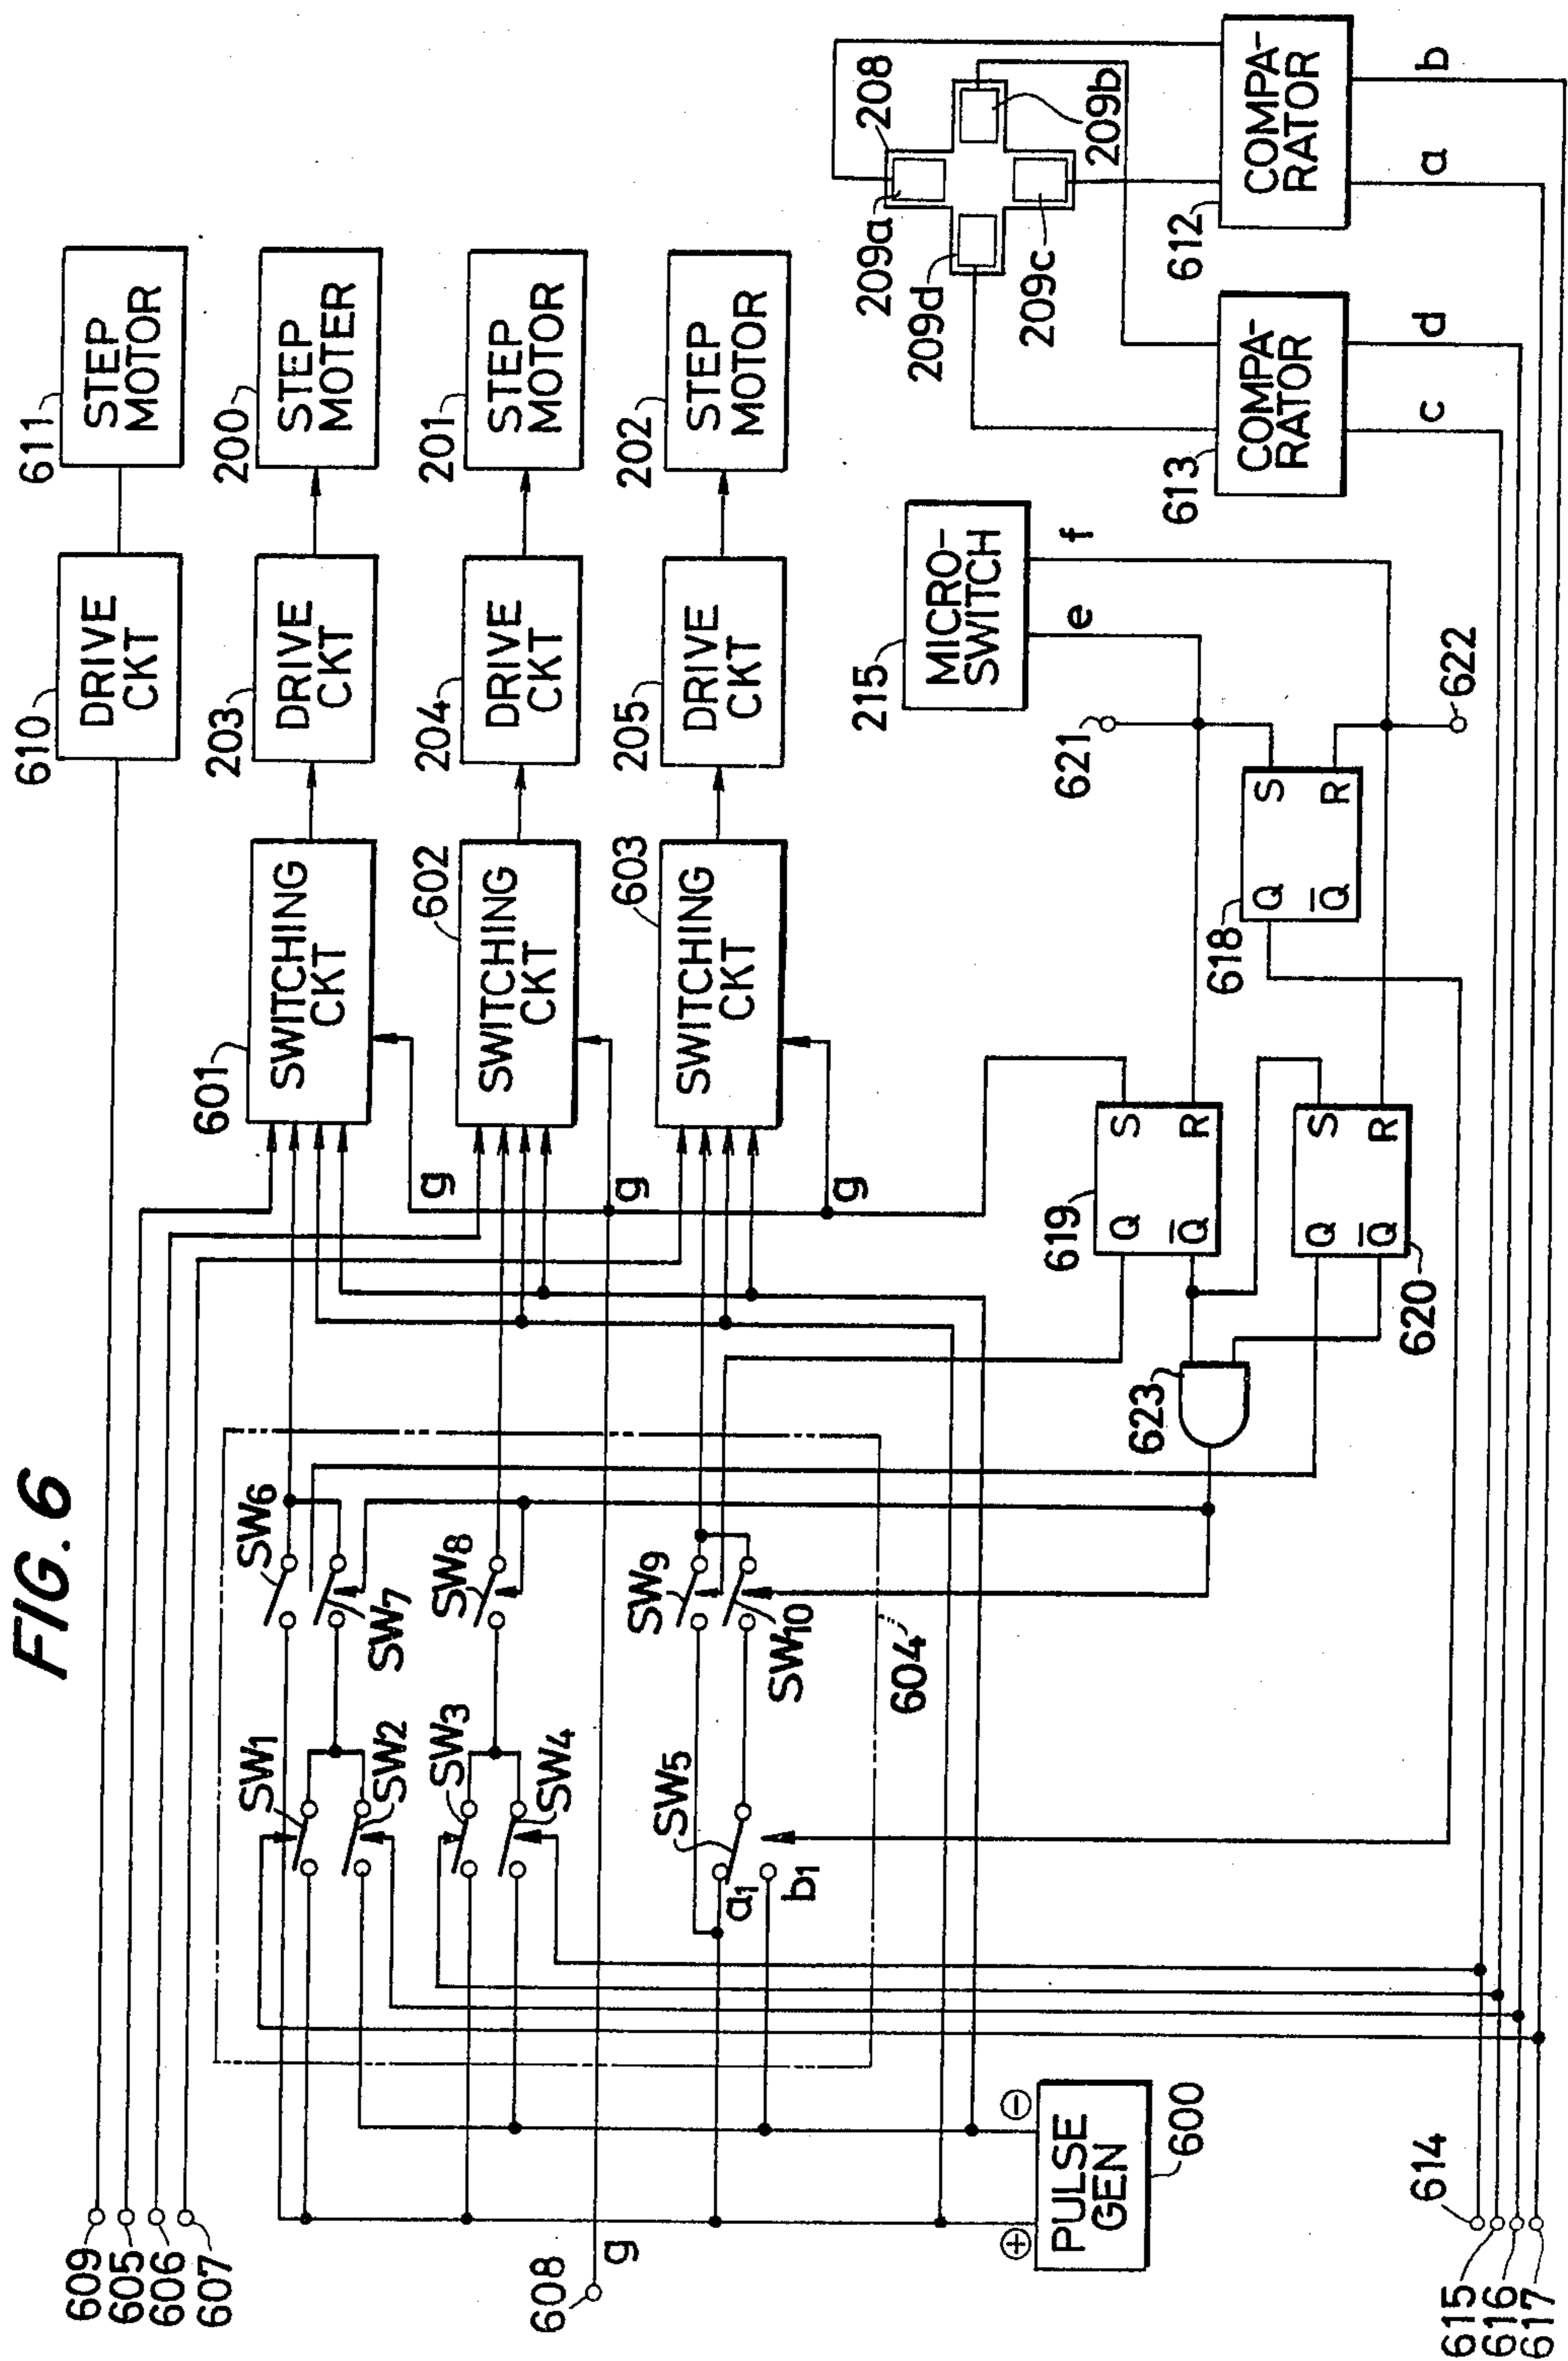 FIG. 6
609
605
606
607
608
g
610
DRIVE
CKT
611
STEP
MOTOR
601
SWITCHING
CKT
203
DRIVE
CKT
200
STEP
MOTER
602
SWITCHING
CKT
204
DRIVE
CKT
201
STEP
MOTOR
603
SWITCHING
CKT
205
DRIVE
CKT
202
STEP
MOTOR
g
g
g
SW1
SW2
SW3
SW4
SW5
a1
b1
SW6
SW7
SW8
SW9
SW10
604
PULSE
GEN
600
⊕
⊖
215
MICRO-
SWITCH
e
f
621
622
618
S
R
Q
Q̅
619
S
R
Q
Q̅
620
S
R
Q
Q̅
623
208
209a
209b
209c
209d
612
COMPA-
RATOR
a
b
613
COMPA-
RATOR
c
d
614
615
616
617